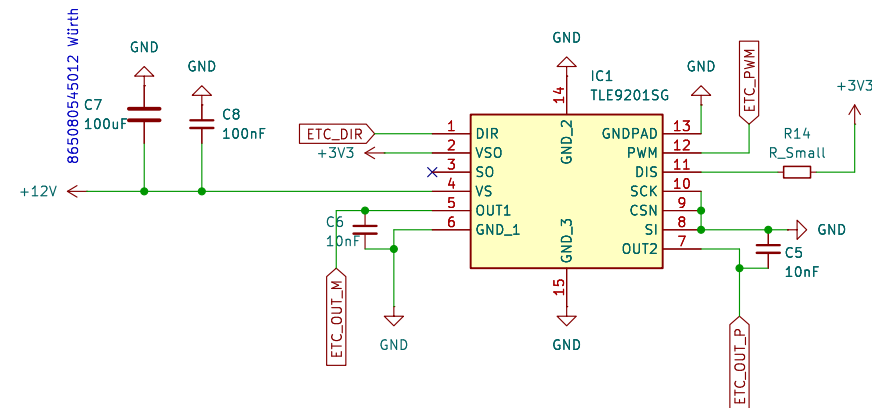 865080545012 Würth
GND
C7
100uF
GND
C8
100nF
+12V
ETC_DIR
+3V3
C6
10nF
ETC_OUT_M
GND
GND
14
GND_2
IC1
TLE9201SG
1
DIR
2
VSO
3
SO
4
VS
5
OUT1
6
GND_1
GNDPAD
13
PWM
12
DIS
11
SCK
10
CSN
9
SI
8
OUT2
7
GND_3
15
GND
GND
ETC_PWM
R14
R_Small
+3V3
GND
C5
10nF
ETC_OUT_P